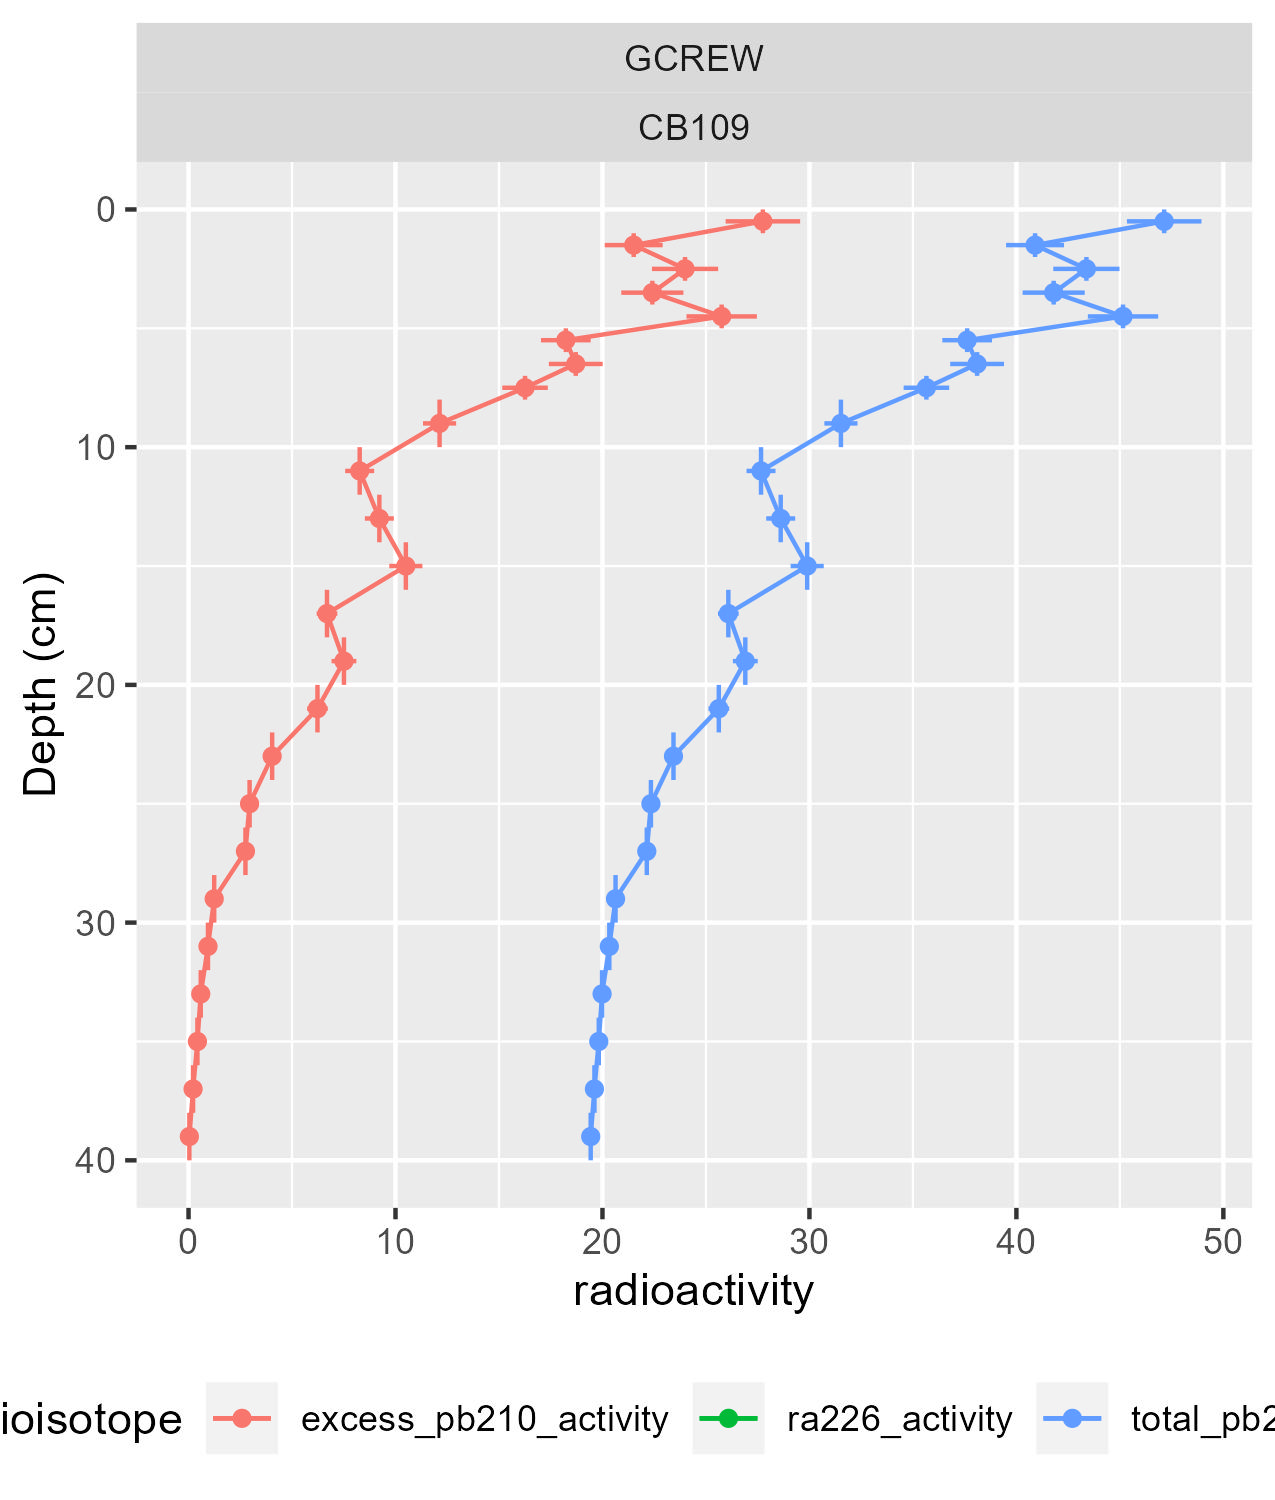 GCREW
CB109
0
10
20
30
40
Depth (cm)
0 10 20 30 40 50
radioactivity
ioisotope excess_pb210_activity ra226_activity total_pb2